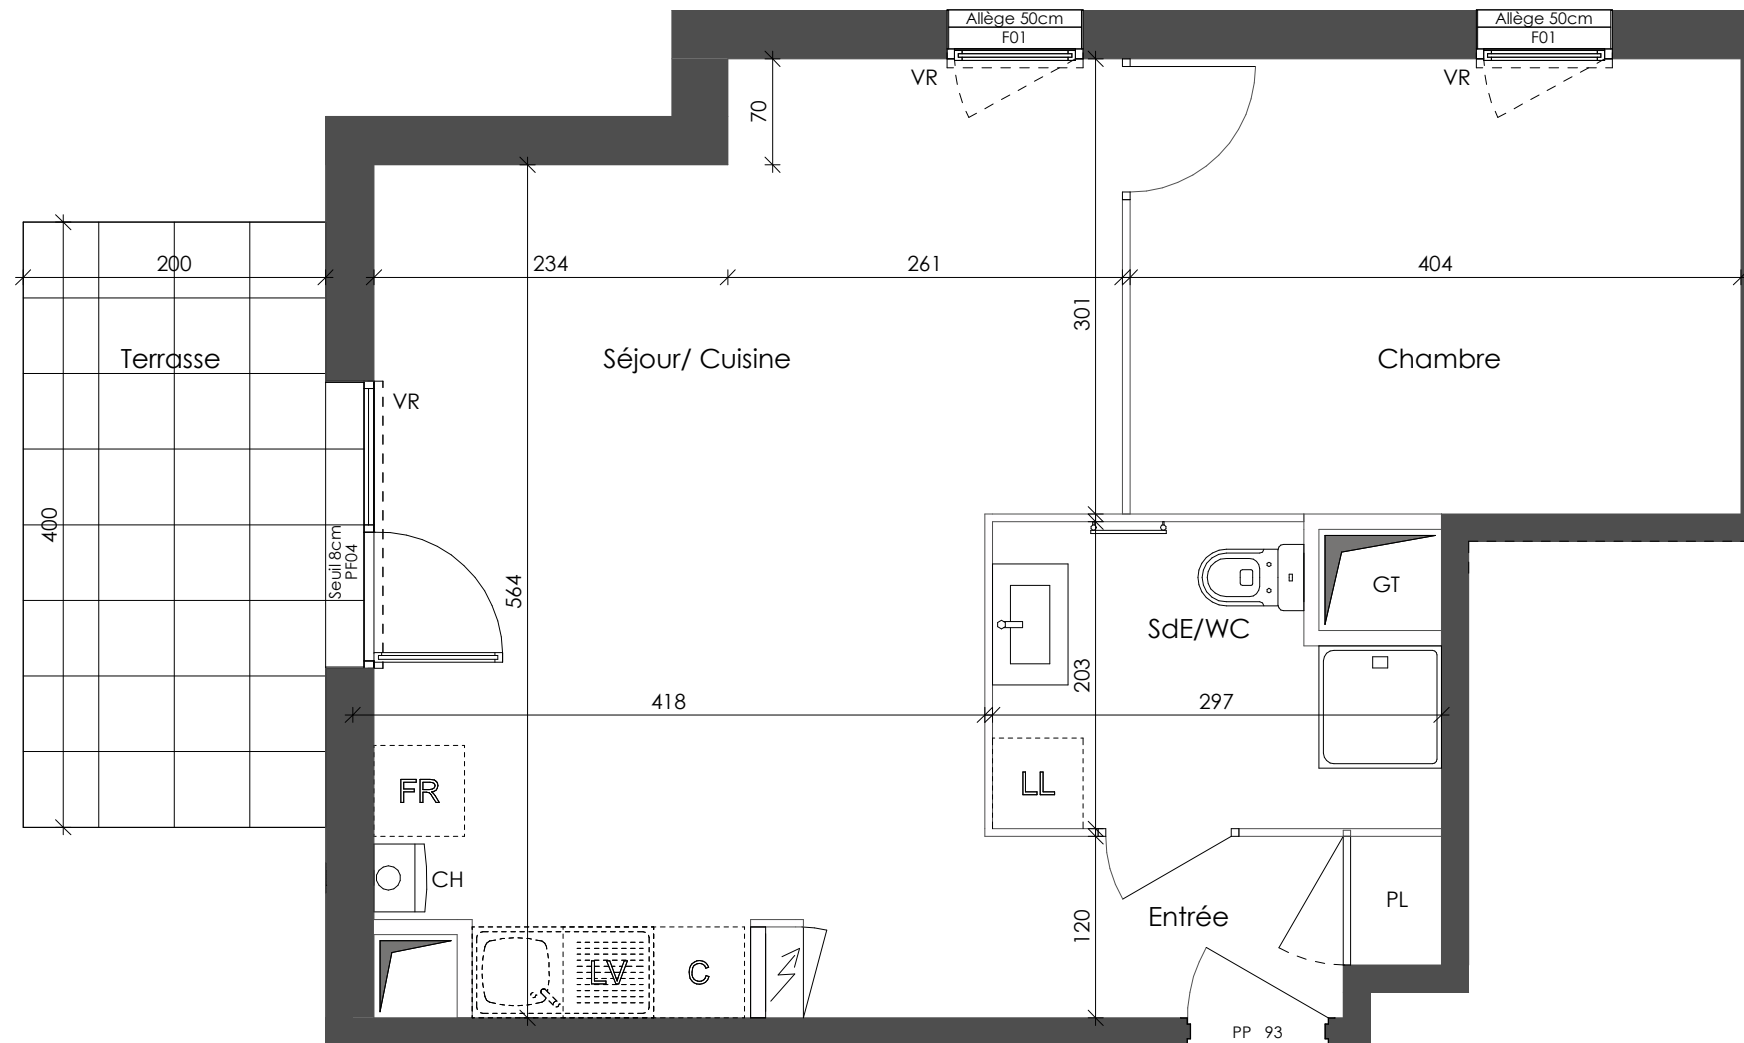 Allège 50cm
F01
Allège 50cm
F01
VR
VR
70
200
234
261
404
301
Terrasse
Séjour/ Cuisine
Chambre
VR
400
Seuil 8cm
PF04
564
GT
SdE/WC
203
418
297
FR
LL
CH
PL
Entrée
120
LV
C
PP 93